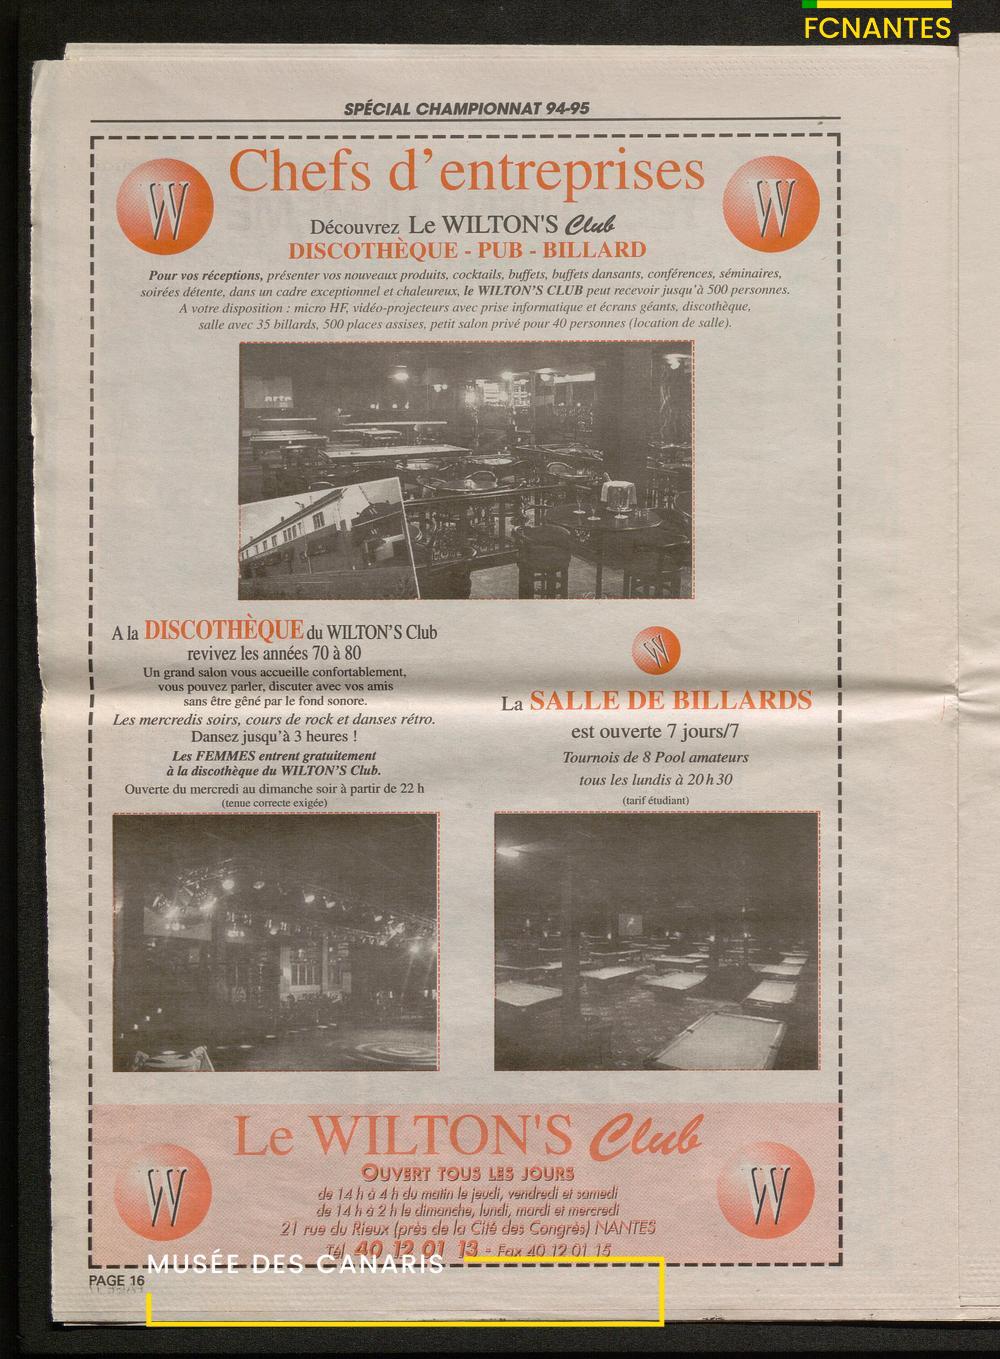 FCNANTES
SPÉCIAL CHAMPIONNAT 94-95
W
Chefs d'entreprises
W
Découvrez Le WILTON'S Club
DISCOTHÈQUE - PUB - BILLARD
Pour vos réceptions, présenter vos nouveaux produits, cocktails, buffets, buffets dansants, conférences, séminaires,
soirées détente, dans un cadre exceptionnel et chaleureux, le WILTON'S CLUB peut recevoir jusqu'à 500 personnes.
A votre disposition : micro HF, vidéo-projecteurs avec prise informatique et écrans géants, discothèque,
salle avec 35 billards, 500 places assises, petit salon privé pour 40 personnes (location de salle).
arte
A la DISCOTHÈQUE du WILTON'S Club
revivez les années 70 à 80
Un grand salon vous accueille confortablement,
vous pouvez parler, discuter avec vos amis
sans être gêné par le fond sonore.
Les mercredis soirs, cours de rock et danses rétro.
Dansez jusqu'à 3 heures !
Les FEMMES entrent gratuitement
à la discothèque du WILTON'S Club.
Ouverte du mercredi au dimanche soir à partir de 22 h
(tenue correcte exigée)
W
La SALLE DE BILLARDS
est ouverte 7 jours/7
Tournois de 8 Pool amateurs
tous les lundis à 20 h 30
(tarif étudiant)
Le WILTON'S Club
W
OUVERT TOUS LES JOURS
de 14 h à 4 h du matin le jeudi, vendredi et samedi
de 14 h à 2 h le dimanche, lundi, mardi et mercredi
21 rue du Rieux (près de la Cité des Congrès) NANTES
Tél. 40 12 01 13 - Fax 40 12 01 15
W
MUSÉE DES CANARIS
PAGE 16